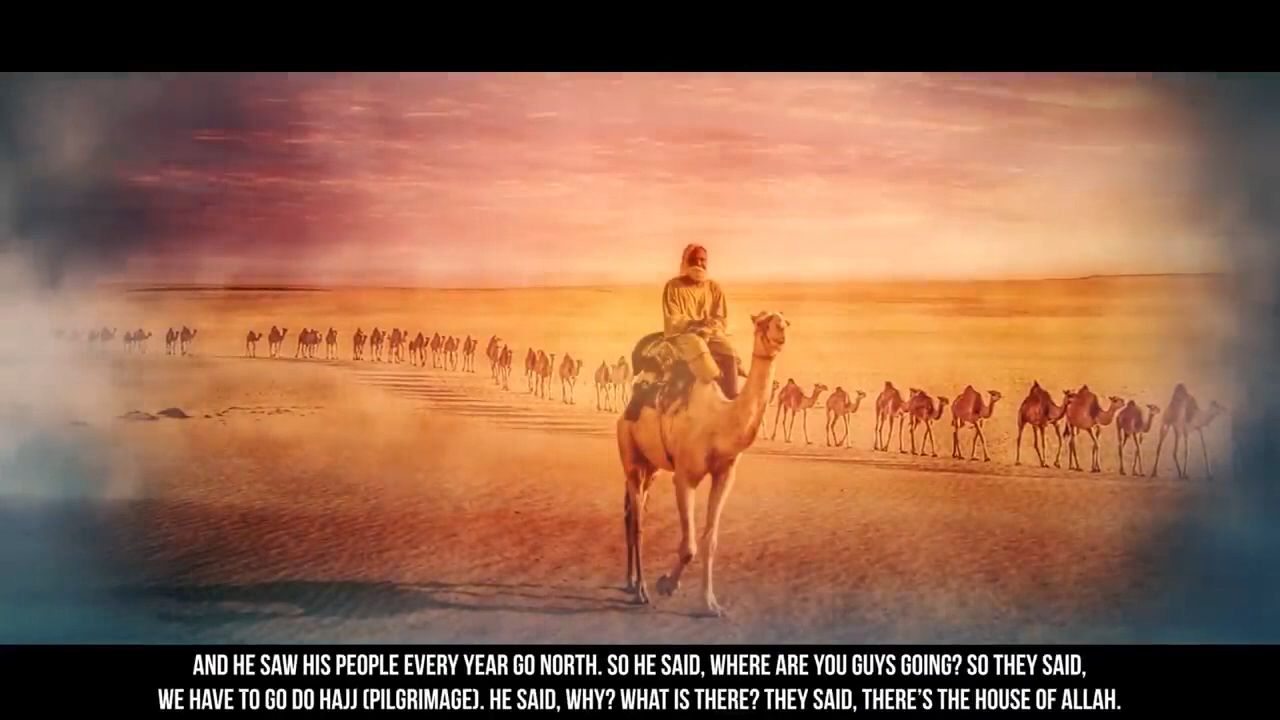 AND HE SAW HIS PEOPLE EVERY YEAR GO NORTH. SO HE SAID, WHERE ARE YOU GUYS GOING? SO THEY SAID,
WE HAVE TO GO DO HAJJ (PILGRIMAGE). HE SAID, WHY? WHAT IS THERE? THEY SAID, THERE'S THE HOUSE OF ALLAH.